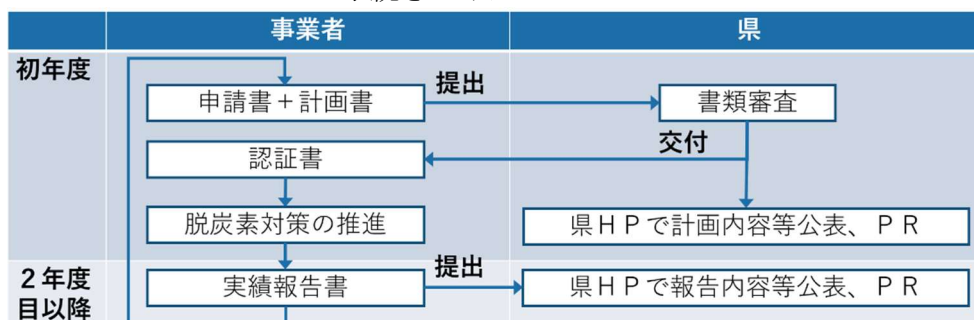 事業者
県
初年度
提出
申請書＋計画書
書類審査
交付
認証書
脱炭素対策の推進
県ＨＰで計画内容等公表、ＰＲ
２年度
目以降
提出
実績報告書
県ＨＰで報告内容等公表、ＰＲ